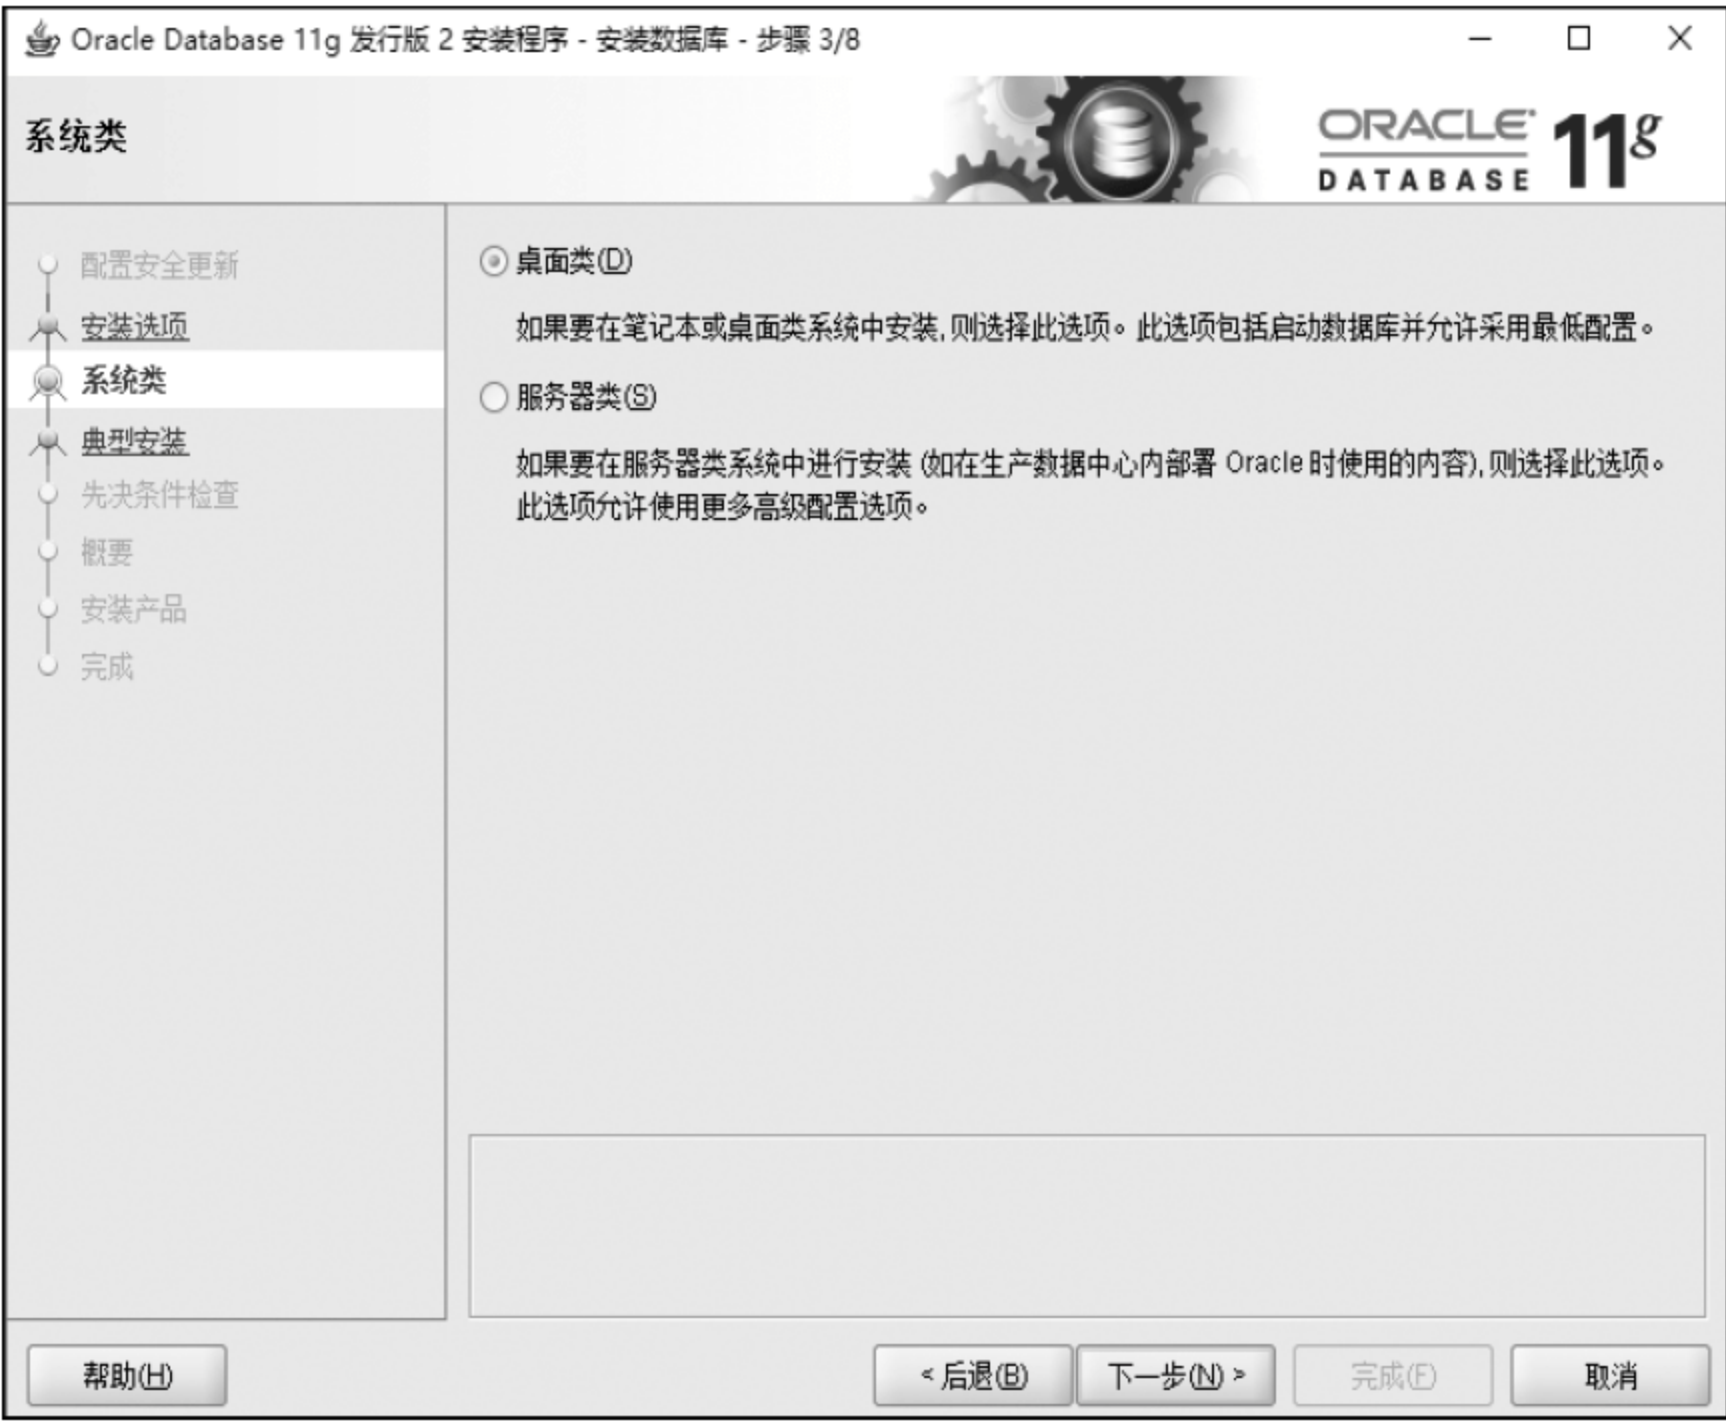 Oracle Database 11g 发行版 2 安装程序 - 安装数据库 - 步骤 3/8
系统类
ORACLE
DATABASE
11g
配置安全更新
安装选项
系统类
典型安装
先决条件检查
概要
安装产品
完成
桌面类(D)
如果要在笔记本或桌面类系统中安装, 则选择此选项。此选项包括启动数据库并允许采用最低配置。
服务器类(S)
如果要在服务器类系统中进行安装 (如在生产数据中心内部署 Oracle 时使用的内容), 则选择此选项。
此选项允许使用更多高级配置选项。
帮助(H)
< 后退(B)
下一步(N) >
完成(F)
取消